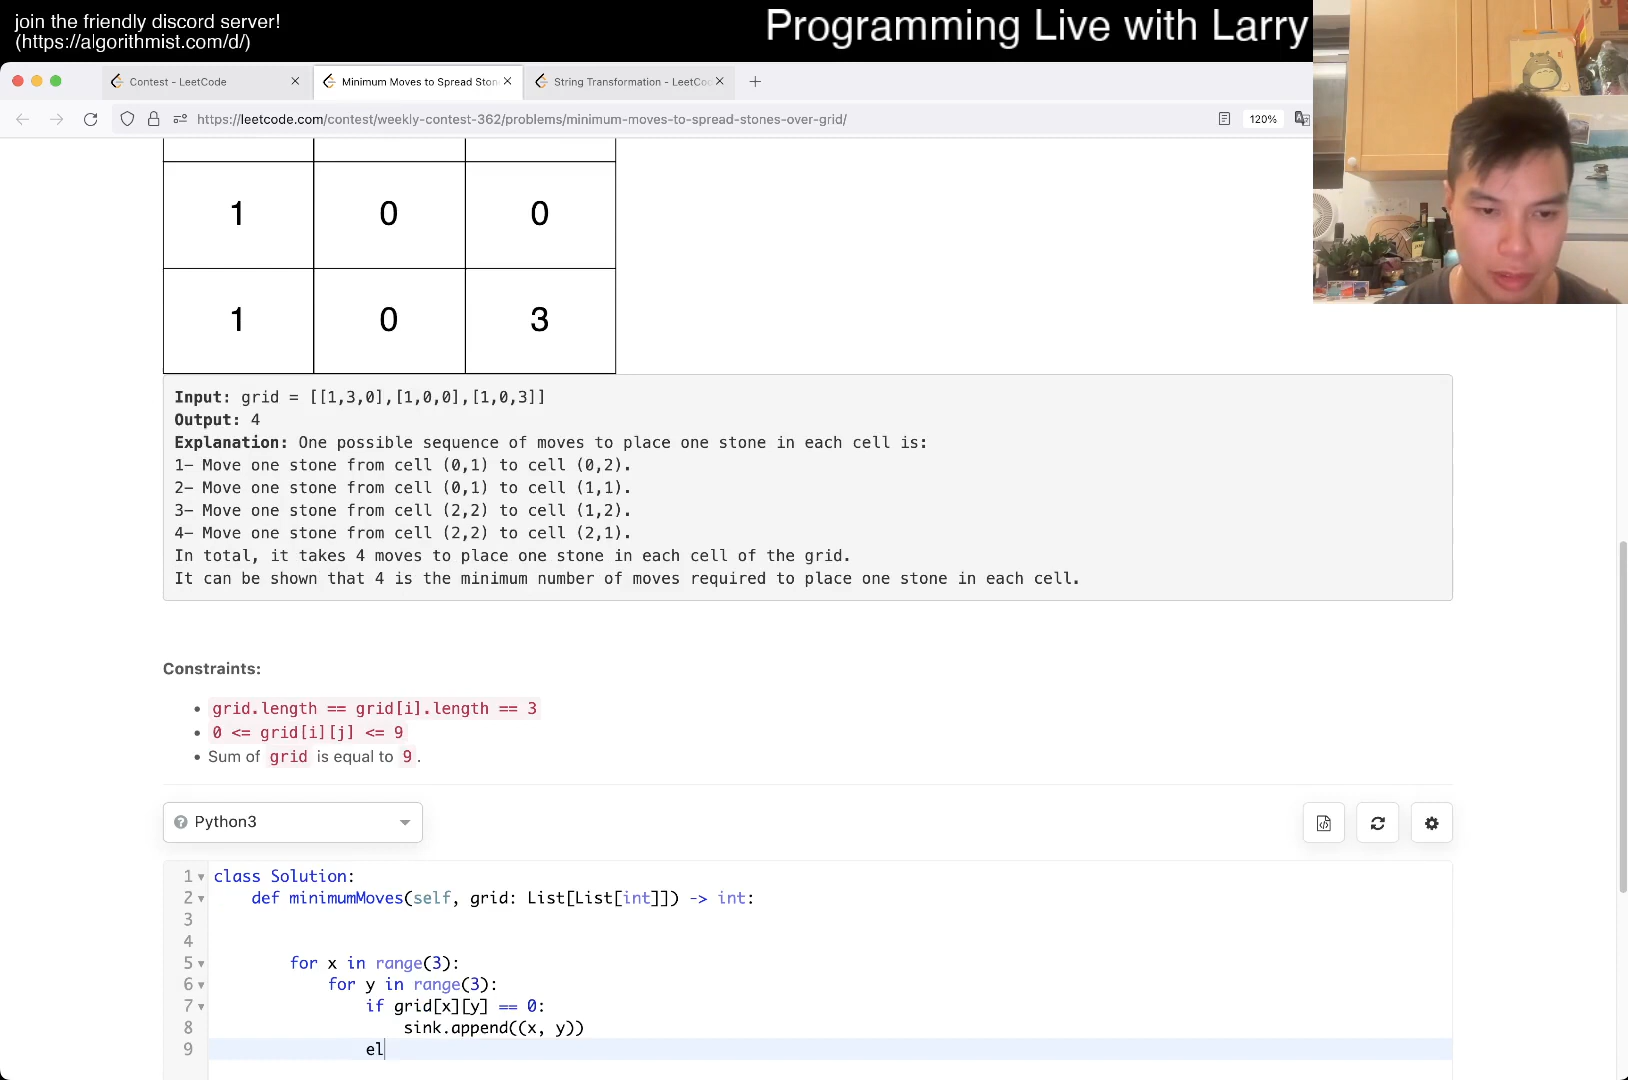 join the friendly discord server!
(https://algorithmist.com/d/)
Programming Live with Larry
Contest - LeetCode
Minimum Moves to Spread Ston
String Transformation - LeetCo
https://leetcode.com/contest/weekly-contest-362/problems/minimum-moves-to-spread-stones-over-grid/
120%
1 0 0
1 0 3
Input: grid = [[1,3,0],[1,0,0],[1,0,3]]
Output: 4
Explanation: One possible sequence of moves to place one stone in each cell is:
1- Move one stone from cell (0,1) to cell (0,2).
2- Move one stone from cell (0,1) to cell (1,1).
3- Move one stone from cell (2,2) to cell (1,2).
4- Move one stone from cell (2,2) to cell (2,1).
In total, it takes 4 moves to place one stone in each cell of the grid.
It can be shown that 4 is the minimum number of moves required to place one stone in each cell.
Constraints:
• grid.length == grid[i].length == 3
• 0 <= grid[i][j] <= 9
• Sum of grid is equal to 9.
Python3
1 class Solution:
2 def minimumMoves(self, grid: List[List[int]]) -> int:
3
4
5 for x in range(3):
6 for y in range(3):
7 if grid[x][y] == 0:
8 sink.append((x, y))
9 el